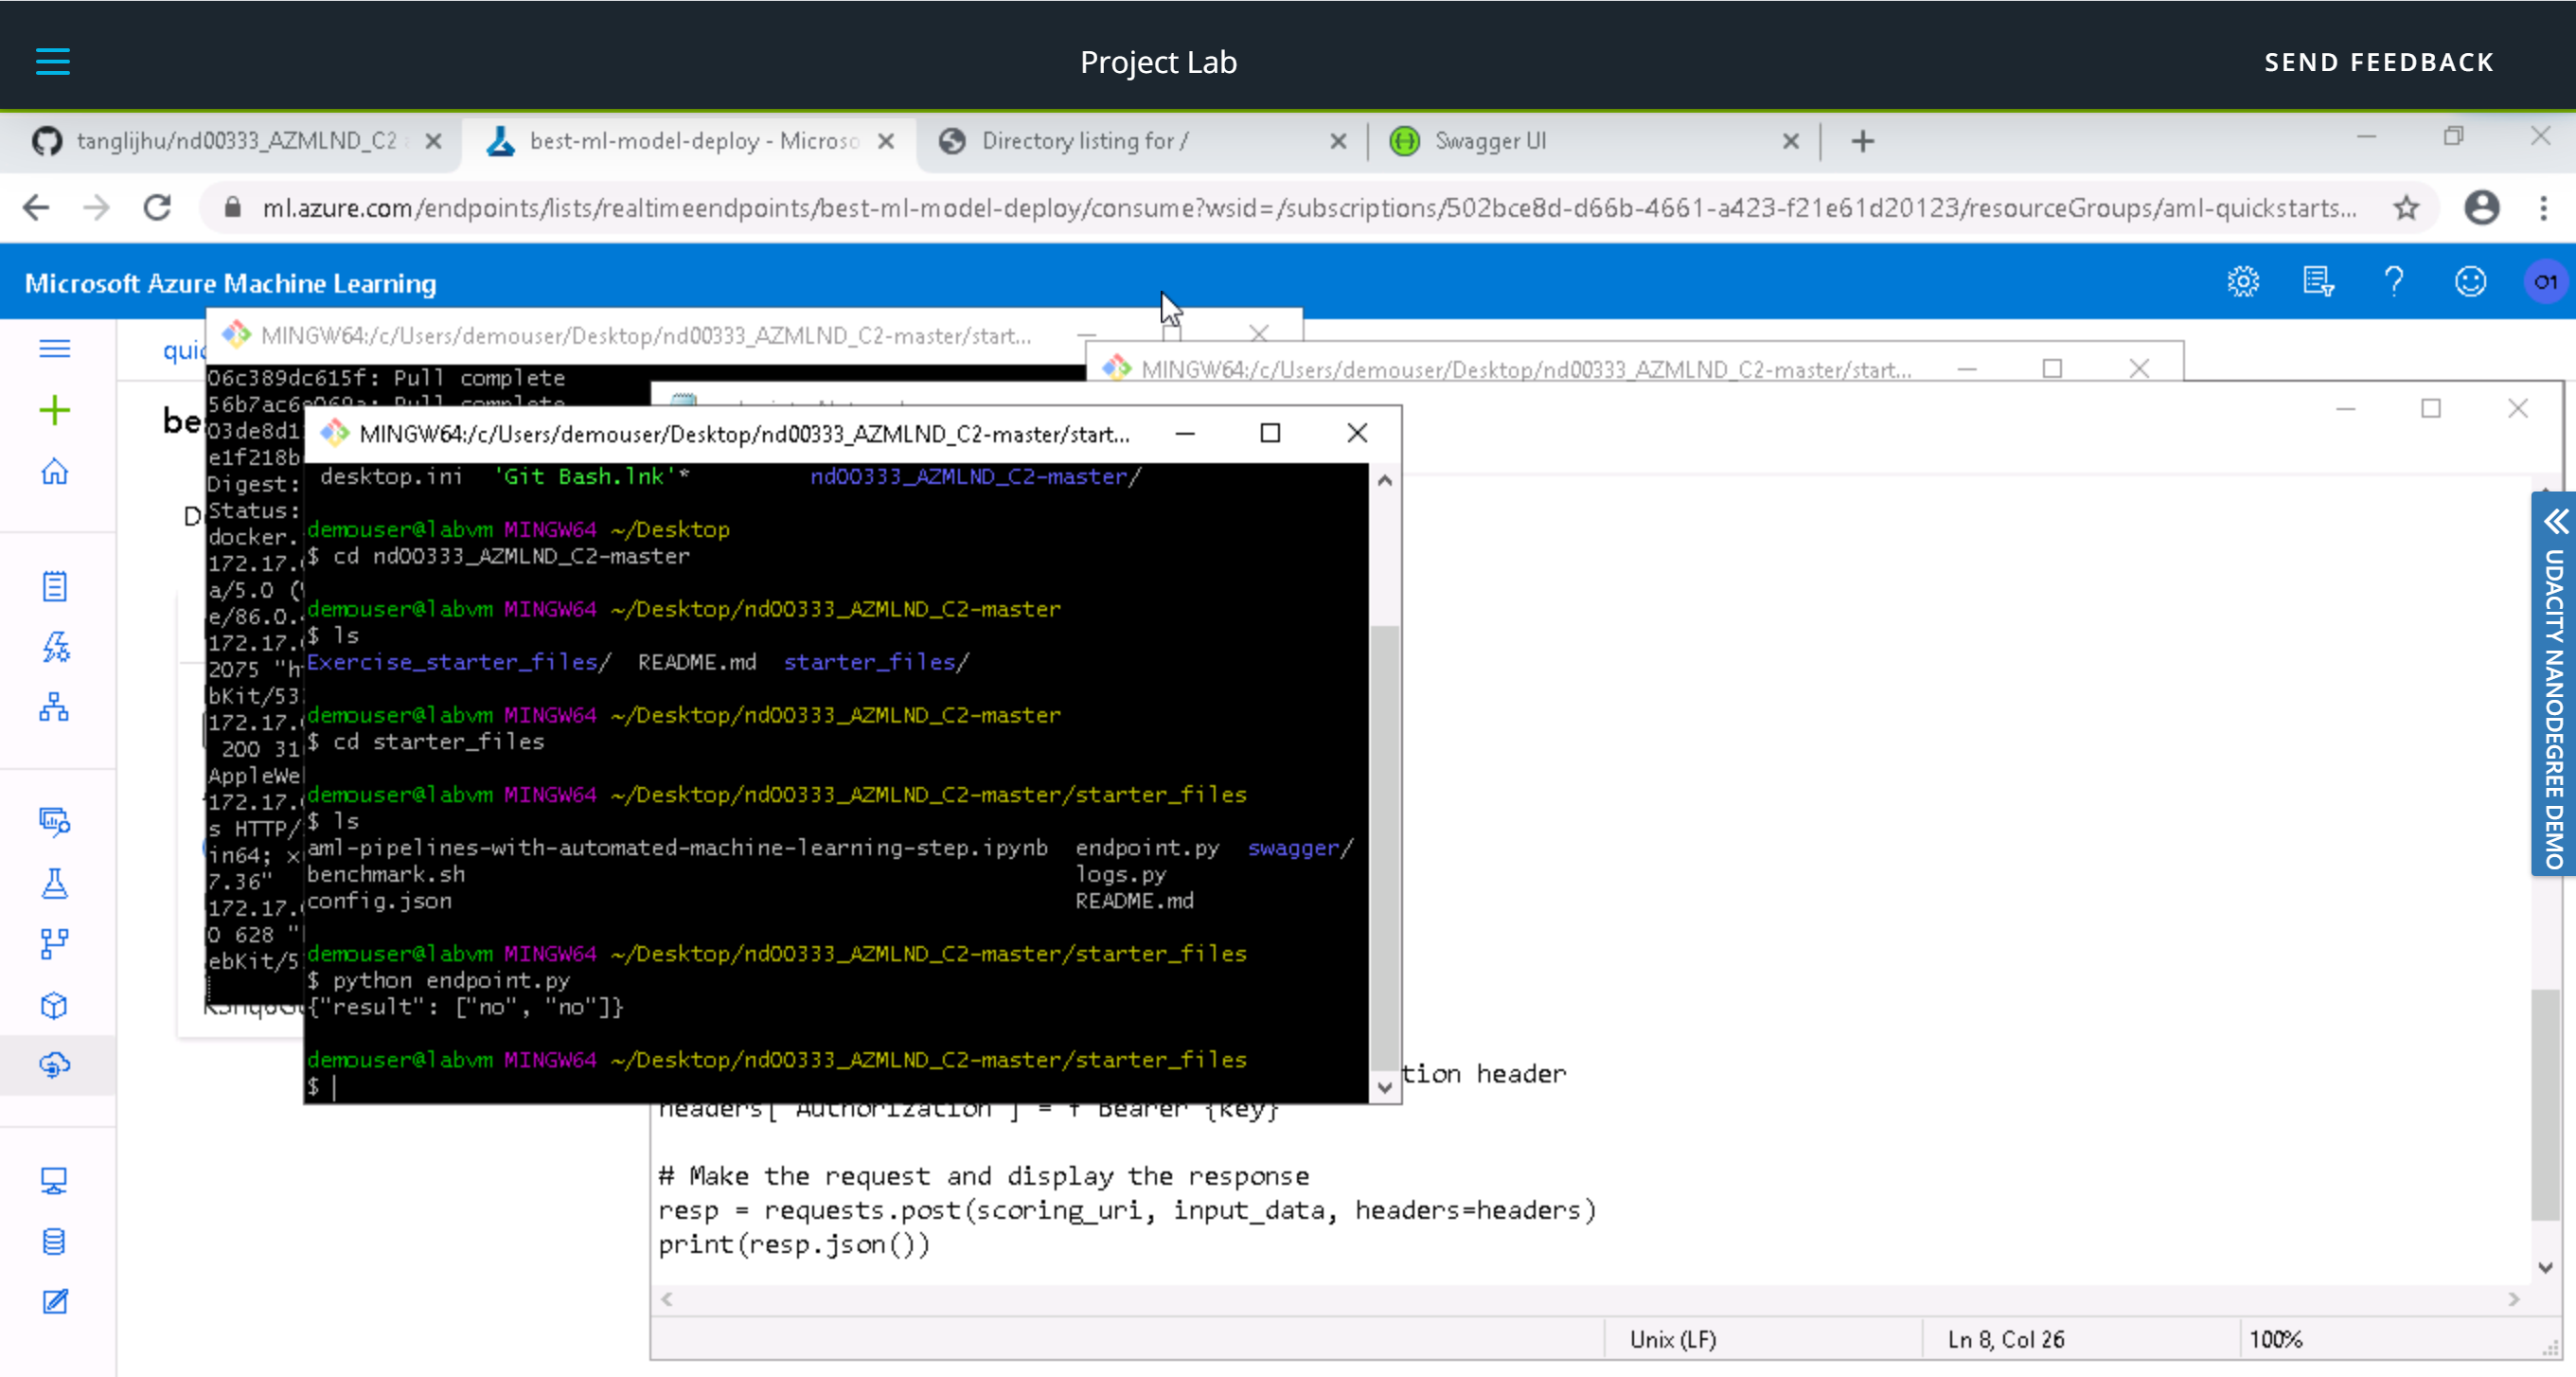 Project Lab
SEND FEEDBACK
tanglijhu/nd00333_AZMLND_C2
best-ml-model-deploy - Microso
Directory listing for /
Swagger UI
ml.azure.com/endpoints/lists/realtimeendpoints/best-ml-model-deploy/consume?wsid=/subscriptions/502bce8d-d66b-4661-a423-f21e61d20123/resourceGroups/aml-quickstarts...
Microsoft Azure Machine Learning
01
quic
MINGW64:/c/Users/demouser/Desktop/nd00333_AZMLND_C2-master/start...
MINGW64:/c/Users/demouser/Desktop/nd00333_AZMLND_C2-master/start...
06c389dc615f: Pull complete
be
03de8d1
e1f218b
Digest:
D
Status:
docker.
172.17.
a/5.0 (
e/86.0.
172.17.
2075 "h
bKit/53
172.17.
200 31
AppleWe
172.17.
s HTTP/
in64; x
7.36"
172.17.
0 628 "
ebKit/5
MINGW64:/c/Users/demouser/Desktop/nd00333_AZMLND_C2-master/start...
desktop.ini 'Git Bash.lnk'* nd00333_AZMLND_C2-master/
demouser@labvm MINGW64 ~/Desktop
$ cd nd00333_AZMLND_C2-master
demouser@labvm MINGW64 ~/Desktop/nd00333_AZMLND_C2-master
$ ls
Exercise_starter_files/ README.md starter_files/
demouser@labvm MINGW64 ~/Desktop/nd00333_AZMLND_C2-master
$ cd starter_files
demouser@labvm MINGW64 ~/Desktop/nd00333_AZMLND_C2-master/starter_files
$ ls
aml-pipelines-with-automated-machine-learning-step.ipynb endpoint.py swagger/
benchmark.sh logs.py
config.json README.md
demouser@labvm MINGW64 ~/Desktop/nd00333_AZMLND_C2-master/starter_files
$ python endpoint.py
{"result": ["no", "no"]}
demouser@labvm MINGW64 ~/Desktop/nd00333_AZMLND_C2-master/starter_files
$
tion header
headers['Authorization'] = f'Bearer {key}
# Make the request and display the response
resp = requests.post(scoring_uri, input_data, headers=headers)
print(resp.json())
Unix (LF)
Ln 8, Col 26
100%
UDACITY NANODEGREE DEMO